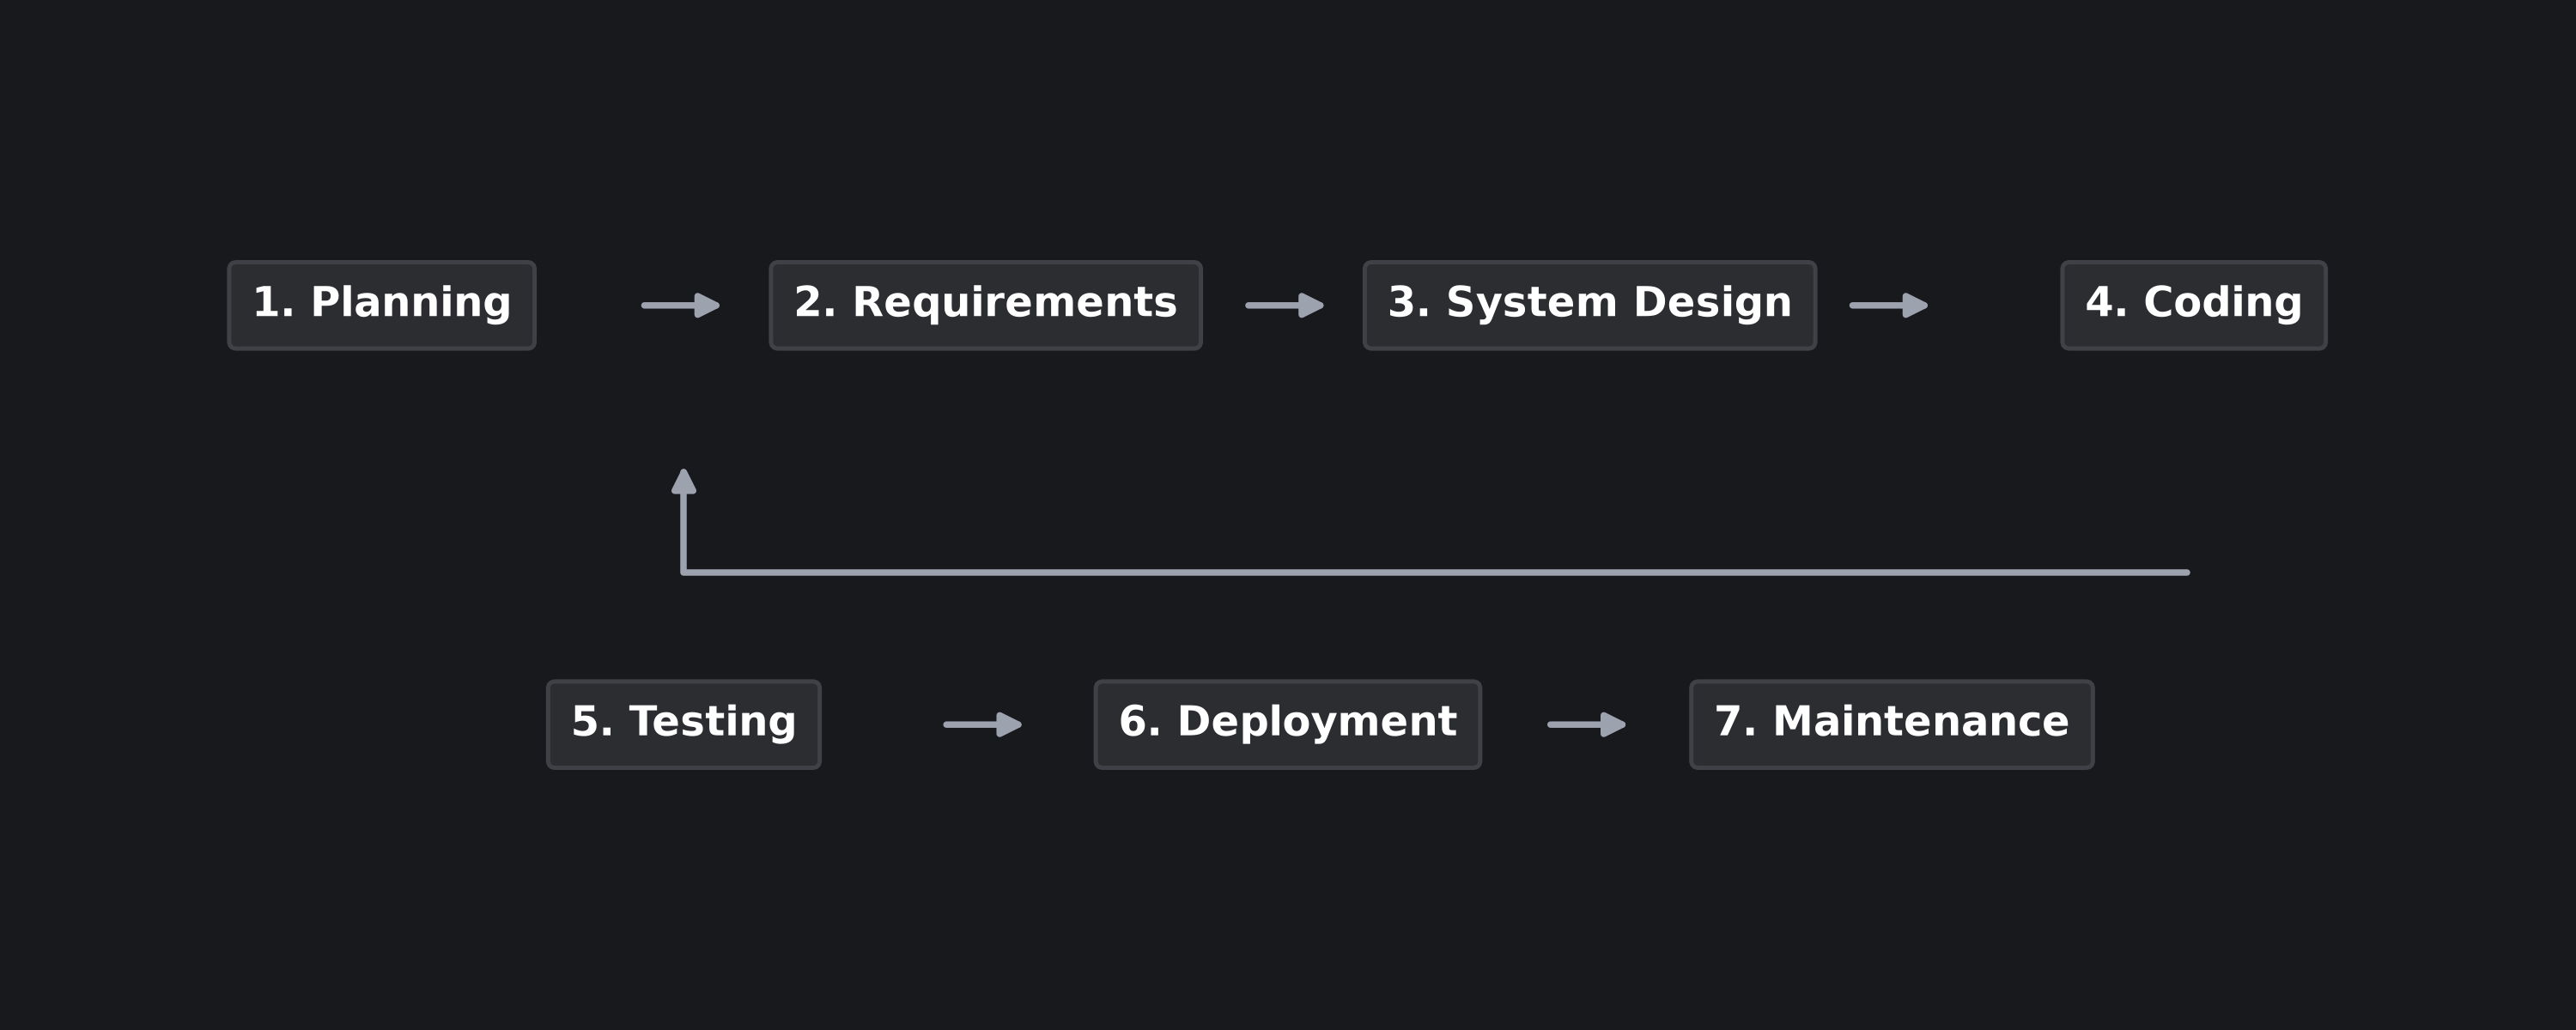 1. Planning
2. Requirements
3. System Design
4. Coding
5. Testing
6. Deployment
7. Maintenance